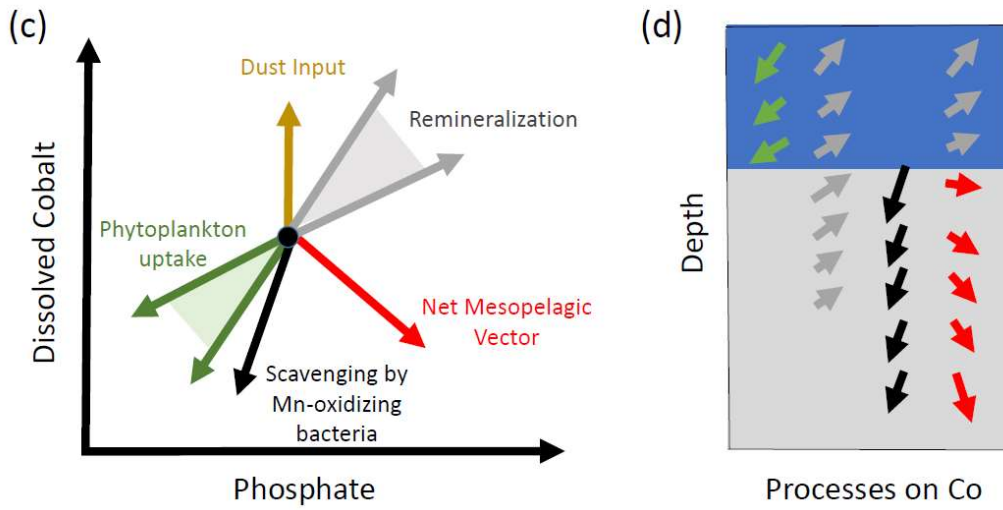 (c)
Dust Input
Remineralization
Dissolved Cobalt
Phytoplankton
uptake
Net Mesopelagic
Vector
Scavenging by
Mn-oxidizing
bacteria
Phosphate
(d)
Depth
Processes on Co